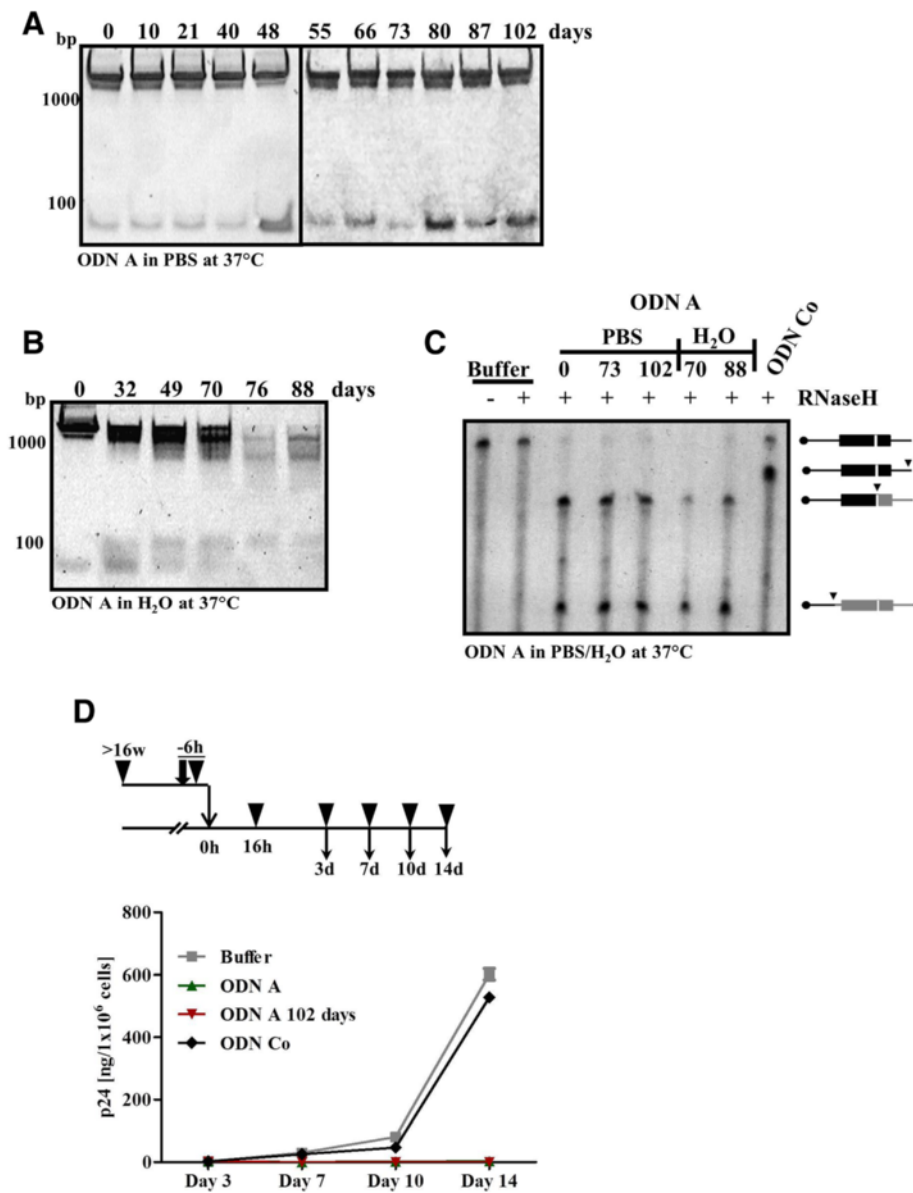 A
bp 0 10 21 40 48 55 66 73 80 87 102 days
1000
100
ODN A in PBS at 37°C
B
bp 0 32 49 70 76 88 days
1000
100
ODN A in H2O at 37°C
C
ODN A
Buffer PBS H2O ODN Co
0 73 102 70 88
- + + + + + + + RNaseH
ODN A in PBS/H2O at 37°C
D
>16w -6h
0h 16h 3d 7d 10d 14d
p24 [ng/1x10^6 cells]
800
600
400
200
0
Buffer
ODN A
ODN A 102 days
ODN Co
Day 3 Day 7 Day 10 Day 14